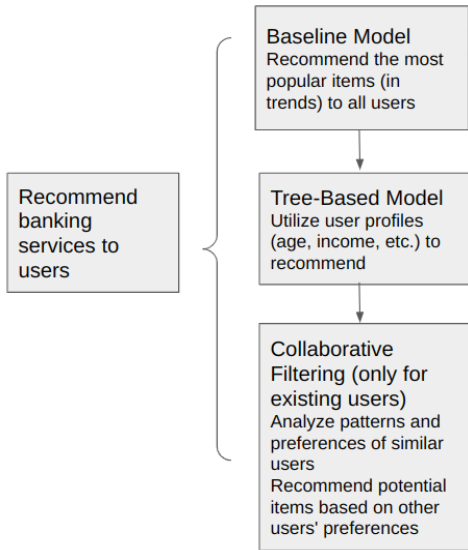 Baseline Model
Recommend the most
popular items (in
trends) to all users
Recommend
banking
services to
users
Tree-Based Model
Utilize user profiles
(age, income, etc.) to
recommend
Collaborative
Filtering (only for
existing users)
Analyze patterns and
preferences of similar
users
Recommend potential
items based on other
users' preferences